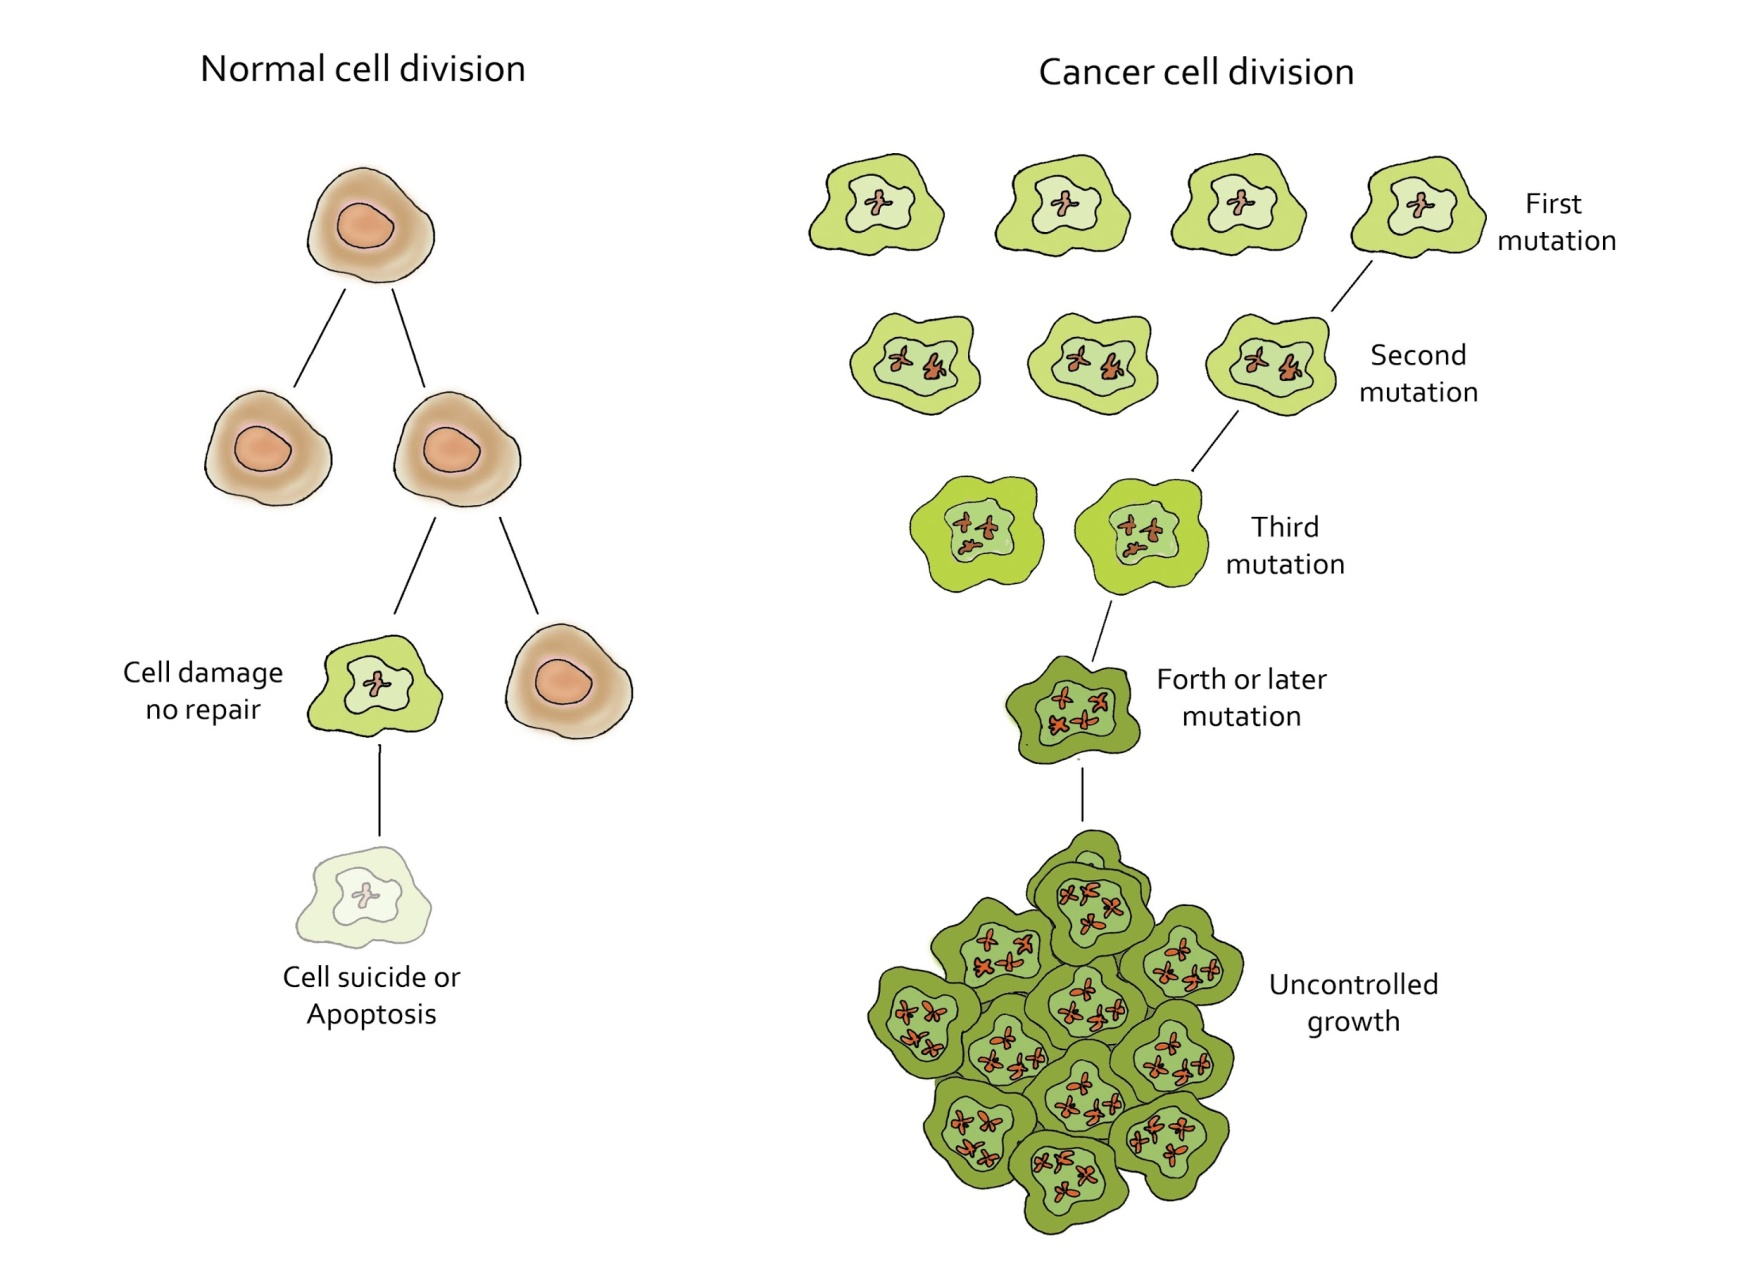 Normal cell division
Cell damage
no repair
Cell suicide or
Apoptosis
Cancer cell division
First
mutation
Second
mutation
Third
mutation
Forth or later
mutation
Uncontrolled
growth